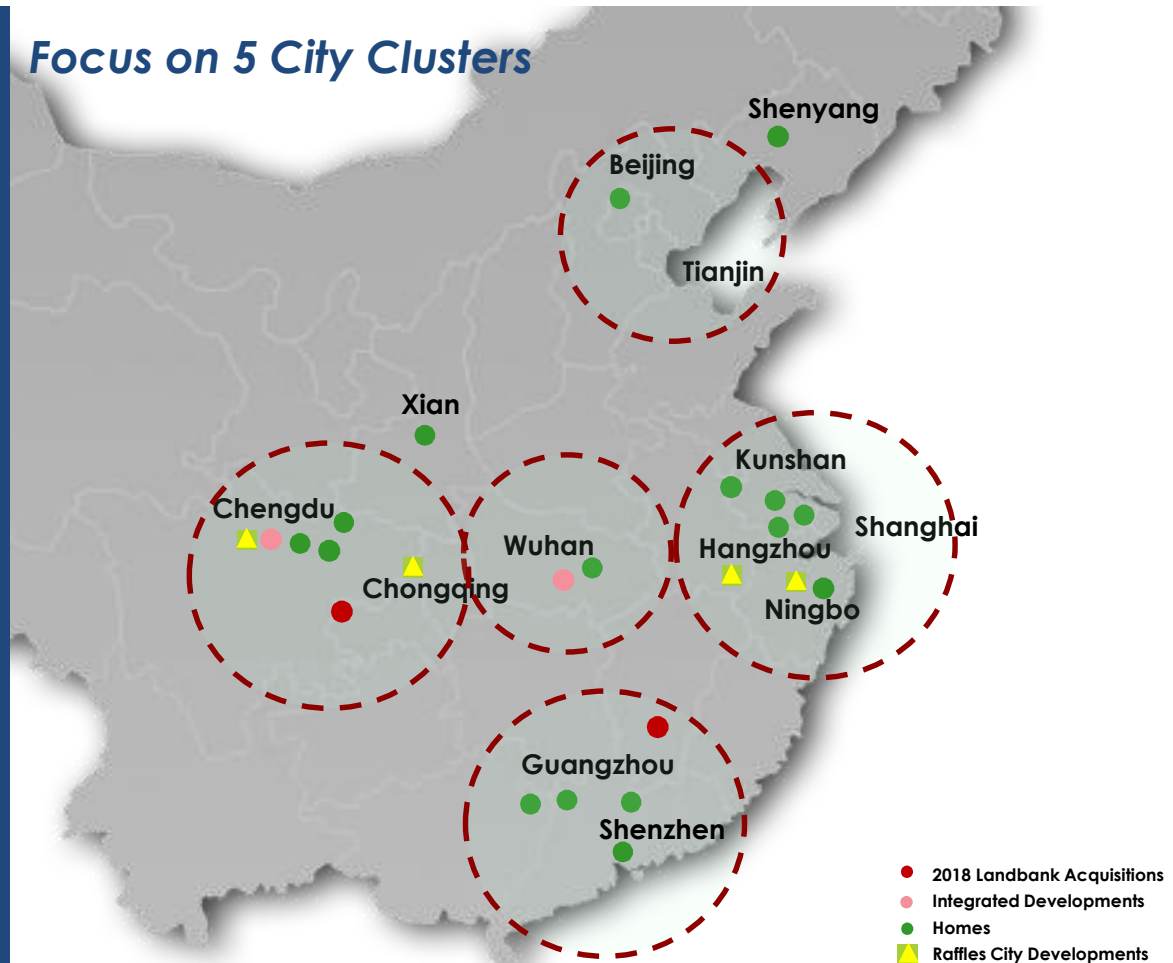 Focus on 5 City Clusters
Shenyang
Beijing
Tianjin
Xian
Kunshan
Chengdu
Shanghai
Wuhan
Hangzhou
Chongqing
Ningbo
Guangzhou
Shenzhen
2018 Landbank Acquisitions
Integrated Developments
Homes
Raffles City Developments